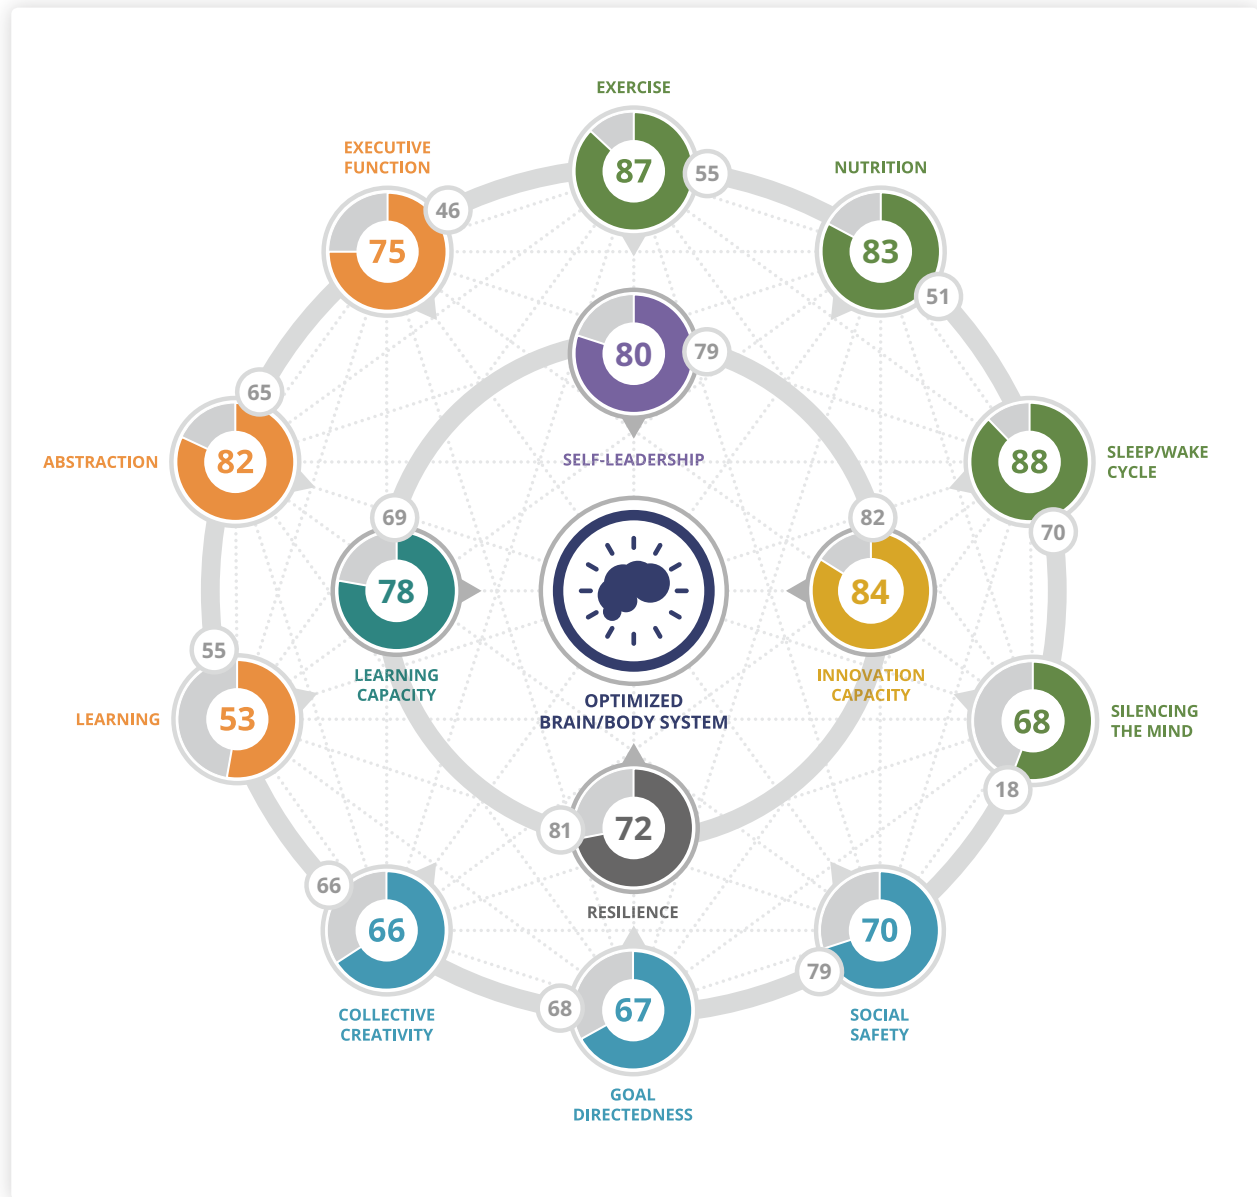 EXERCISE
87
55
EXECUTIVE
FUNCTION
75
46
NUTRITION
83
51
80
79
SELF-LEADERSHIP
65
82
ABSTRACTION
88
SLEEP/WAKE
CYCLE
70
69
78
LEARNING
CAPACITY
82
84
INNOVATION
CAPACITY
OPTIMIZED
BRAIN/BODY SYSTEM
55
53
LEARNING
68
SILENCING
THE MIND
18
81
72
RESILIENCE
66
66
COLLECTIVE
CREATIVITY
68
67
GOAL
DIRECTEDNESS
70
79
SOCIAL
SAFETY